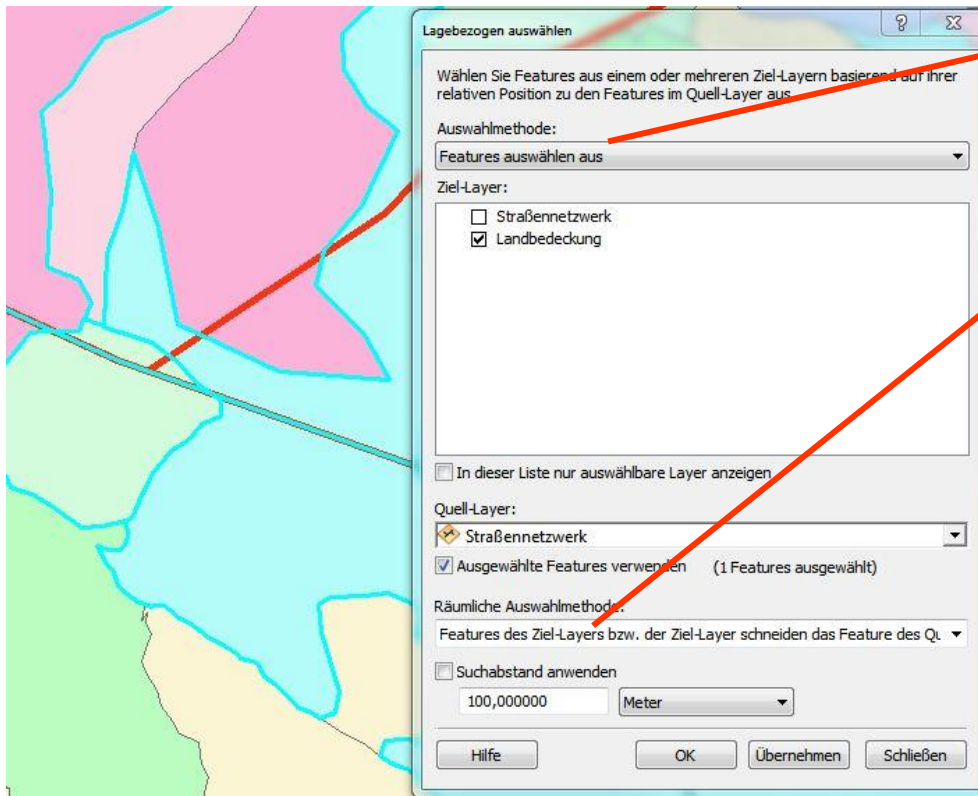 Lagebezogen auswählen
Wählen Sie Features aus einem oder mehreren Ziel-Layern basierend auf ihrer
relativen Position zu den Features im Quell-Layer aus.
Auswahlmethode:
Features auswählen aus
Ziel-Layer:
Straßennetzwerk
Landbedeckung
In dieser Liste nur auswählbare Layer anzeigen
Quell-Layer:
Straßennetzwerk
Ausgewählte Features verwenden (1 Features ausgewählt)
Räumliche Auswahlmethode:
Features des Ziel-Layers bzw. der Ziel-Layer schneiden das Feature des
Suchabstand anwenden
100,000000 Meter
Hilfe OK Übernehmen Schließen